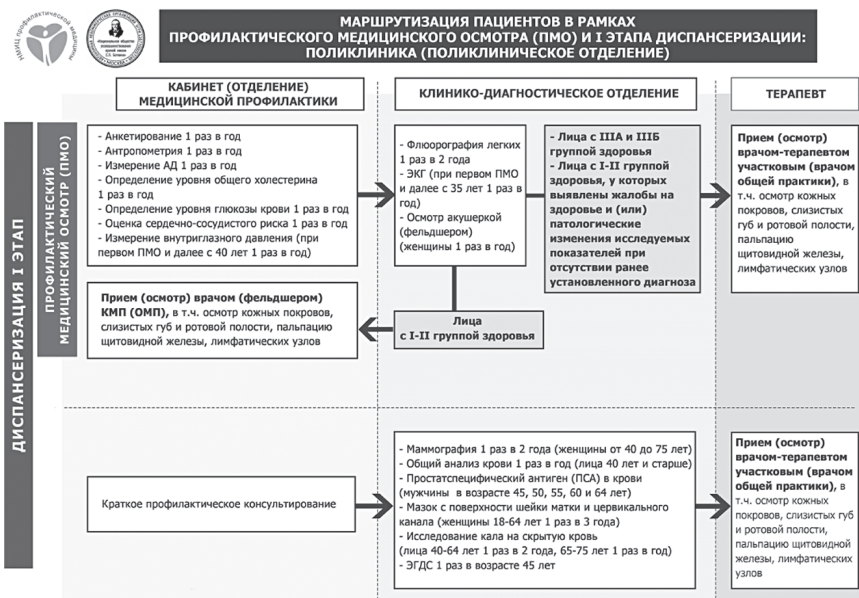 НМИЦ профилактической медицины
МАРШРУТИЗАЦИЯ ПАЦИЕНТОВ В РАМКАХ
ПРОФИЛАКТИЧЕСКОГО МЕДИЦИНСКОГО ОСМОТРА (ПМО) И I ЭТАПА ДИСПАНСЕРИЗАЦИИ:
ПОЛИКЛИНИКА (ПОЛИКЛИНИЧЕСКОЕ ОТДЕЛЕНИЕ)
КАБИНЕТ (ОТДЕЛЕНИЕ)
МЕДИЦИНСКОЙ ПРОФИЛАКТИКИ
КЛИНИКО-ДИАГНОСТИЧЕСКОЕ ОТДЕЛЕНИЕ
ТЕРАПЕВТ
ДИСПАНСЕРИЗАЦИЯ I ЭТАП
ПРОФИЛАКТИЧЕСКИЙ
МЕДИЦИНСКИЙ ОСМОТР (ПМО)
- Анкетирование 1 раз в год
- Антропометрия 1 раз в год
- Измерение АД 1 раз в год
- Определение уровня общего холестерина
1 раз в год
- Определение уровня глюкозы крови 1 раз в год
- Оценка сердечно-сосудистого риска 1 раз в год
- Измерение внутриглазного давления (при
первом ПМО и далее с 40 лет 1 раз в год)
- Флюорография легких
1 раз в 2 года
- ЭКГ (при первом ПМО
и далее с 35 лет 1 раз в
год)
- Осмотр акушеркой
(фельдшером)
(женщины 1 раз в год)
- Лица с IIIА и IIIБ
группой здоровья
- Лица с I-II группой
здоровья, у которых
выявлены жалобы на
здоровье и (или)
патологические
изменения исследуемых
показателей при
отсутствии ранее
установленного диагноза
Прием (осмотр)
врачом-терапевтом
участковым (врачом
общей практики), в
т.ч. осмотр кожных
покровов, слизистых
губ и ротовой полости,
пальпацию
щитовидной железы,
лимфатических узлов
Прием (осмотр) врачом (фельдшером)
КМП (ОМП), в т.ч. осмотр кожных покровов,
слизистых губ и ротовой полости, пальпацию
щитовидной железы, лимфатических узлов
Лица
с I-II группой здоровья
Краткое профилактическое консультирование
- Маммография 1 раз в 2 года (женщины от 40 до 75 лет)
- Общий анализ крови 1 раз в год (лица 40 лет и старше)
- Простатспецифический антиген (ПСА) в крови
(мужчины в возрасте 45, 50, 55, 60 и 64 лет)
- Мазок с поверхности шейки матки и цервикального
канала (женщины 18-64 лет 1 раз в 3 года)
- Исследование кала на скрытую кровь
(лица 40-64 лет 1 раз в 2 года, 65-75 лет 1 раз в год)
- ЭГДС 1 раз в возрасте 45 лет
Прием (осмотр)
врачом-терапевтом
участковым (врачом
общей практики), в
т.ч. осмотр кожных
покровов, слизистых губ
и ротовой полости,
пальпацию щитовидной
железы, лимфатических
узлов